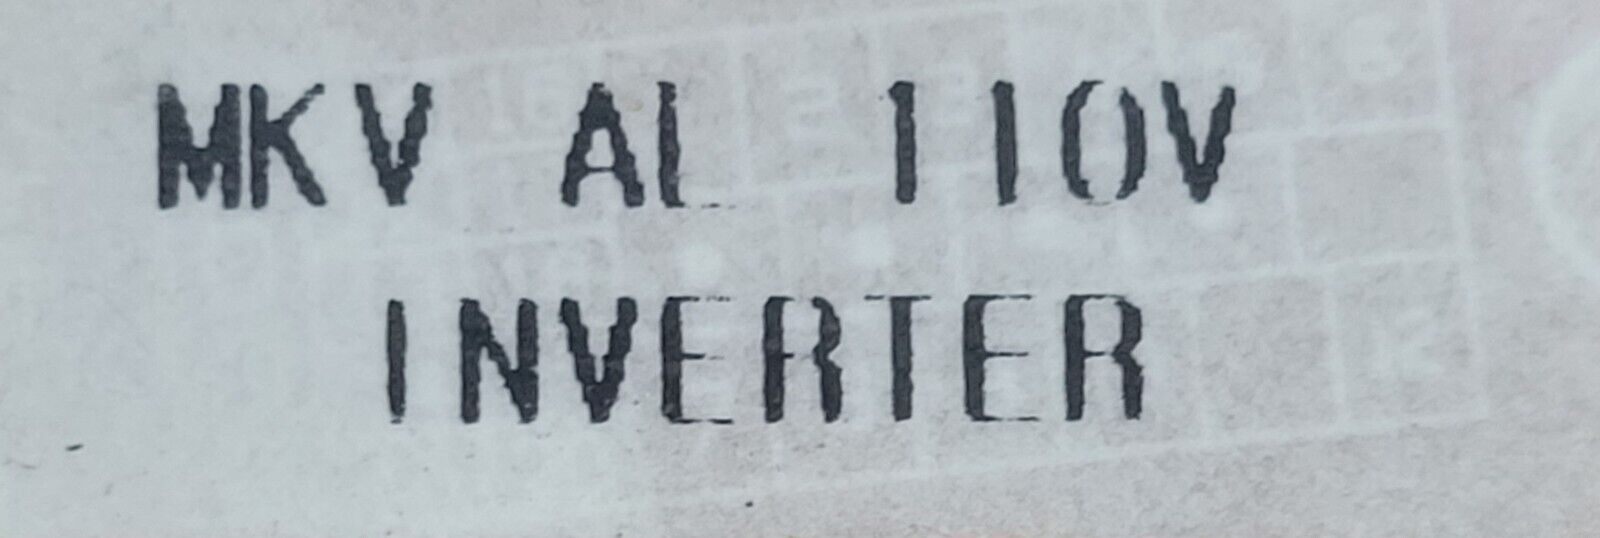 MKV AL 110V
INVERTER